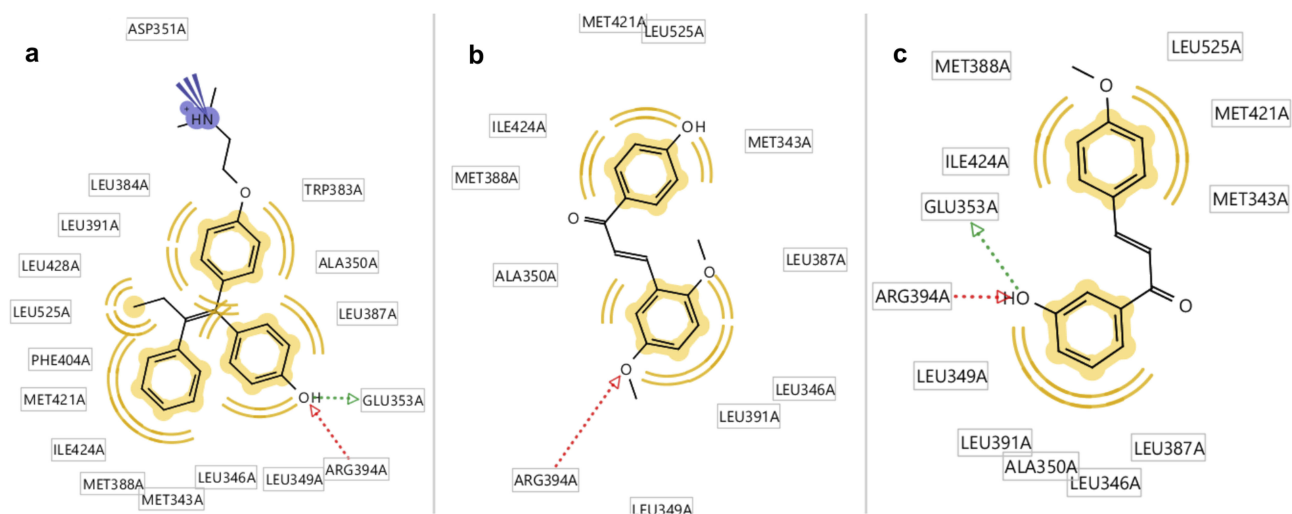 a
ASP351A
+
HN
LEU384A
O
TRP383A
LEU391A
LEU428A
ALA350A
LEU525A
LEU387A
PHE404A
MET421A
OH
GLU353A
ILE424A
MET388A
MET343A
LEU346A
LEU349A
ARG394A
b
MET421A
LEU525A
ILE424A
OH
MET343A
MET388A
O
ALA350A
O
LEU387A
O
LEU346A
LEU391A
ARG394A
LEU349A
c
LEU525A
MET388A
O
MET421A
ILE424A
MET343A
GLU353A
ARG394A
HO
O
LEU349A
LEU391A
ALA350A
LEU346A
LEU387A